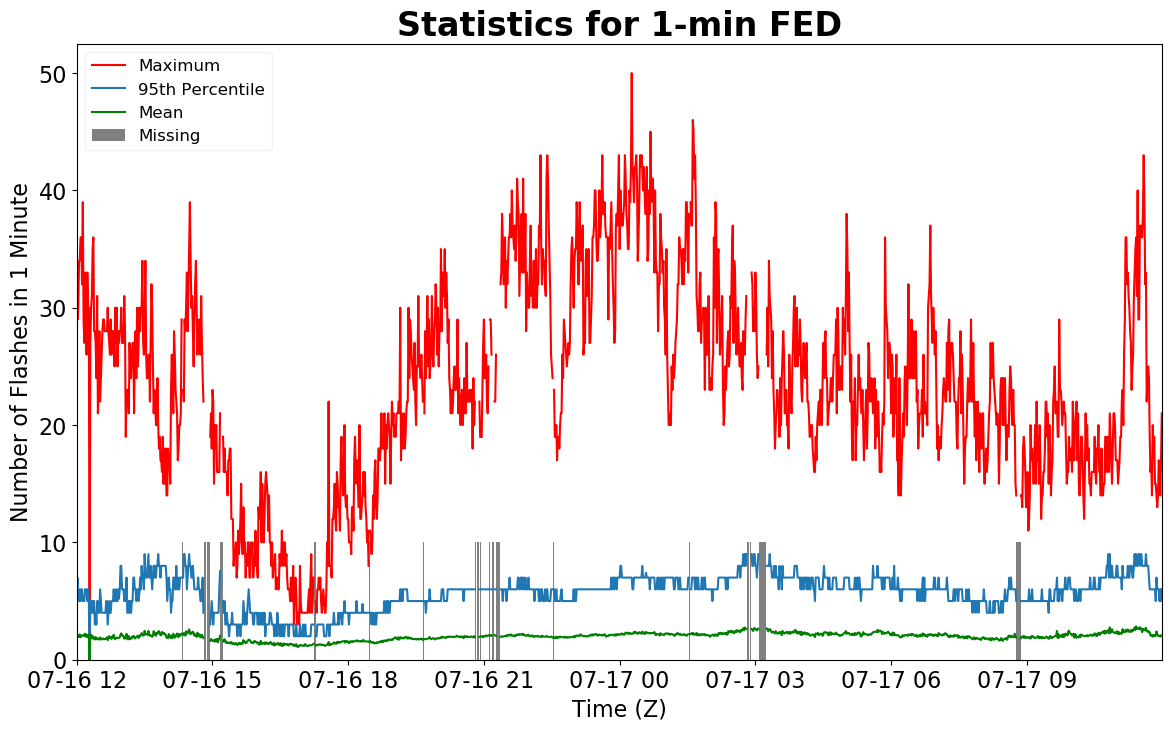 Statistics for 1-min FED
Maximum
95th Percentile
Mean
Missing
Number of Flashes in 1 Minute
50
40
30
20
10
0
07-16 12
07-16 15
07-16 18
07-16 21
07-17 00
07-17 03
07-17 06
07-17 09
Time (Z)